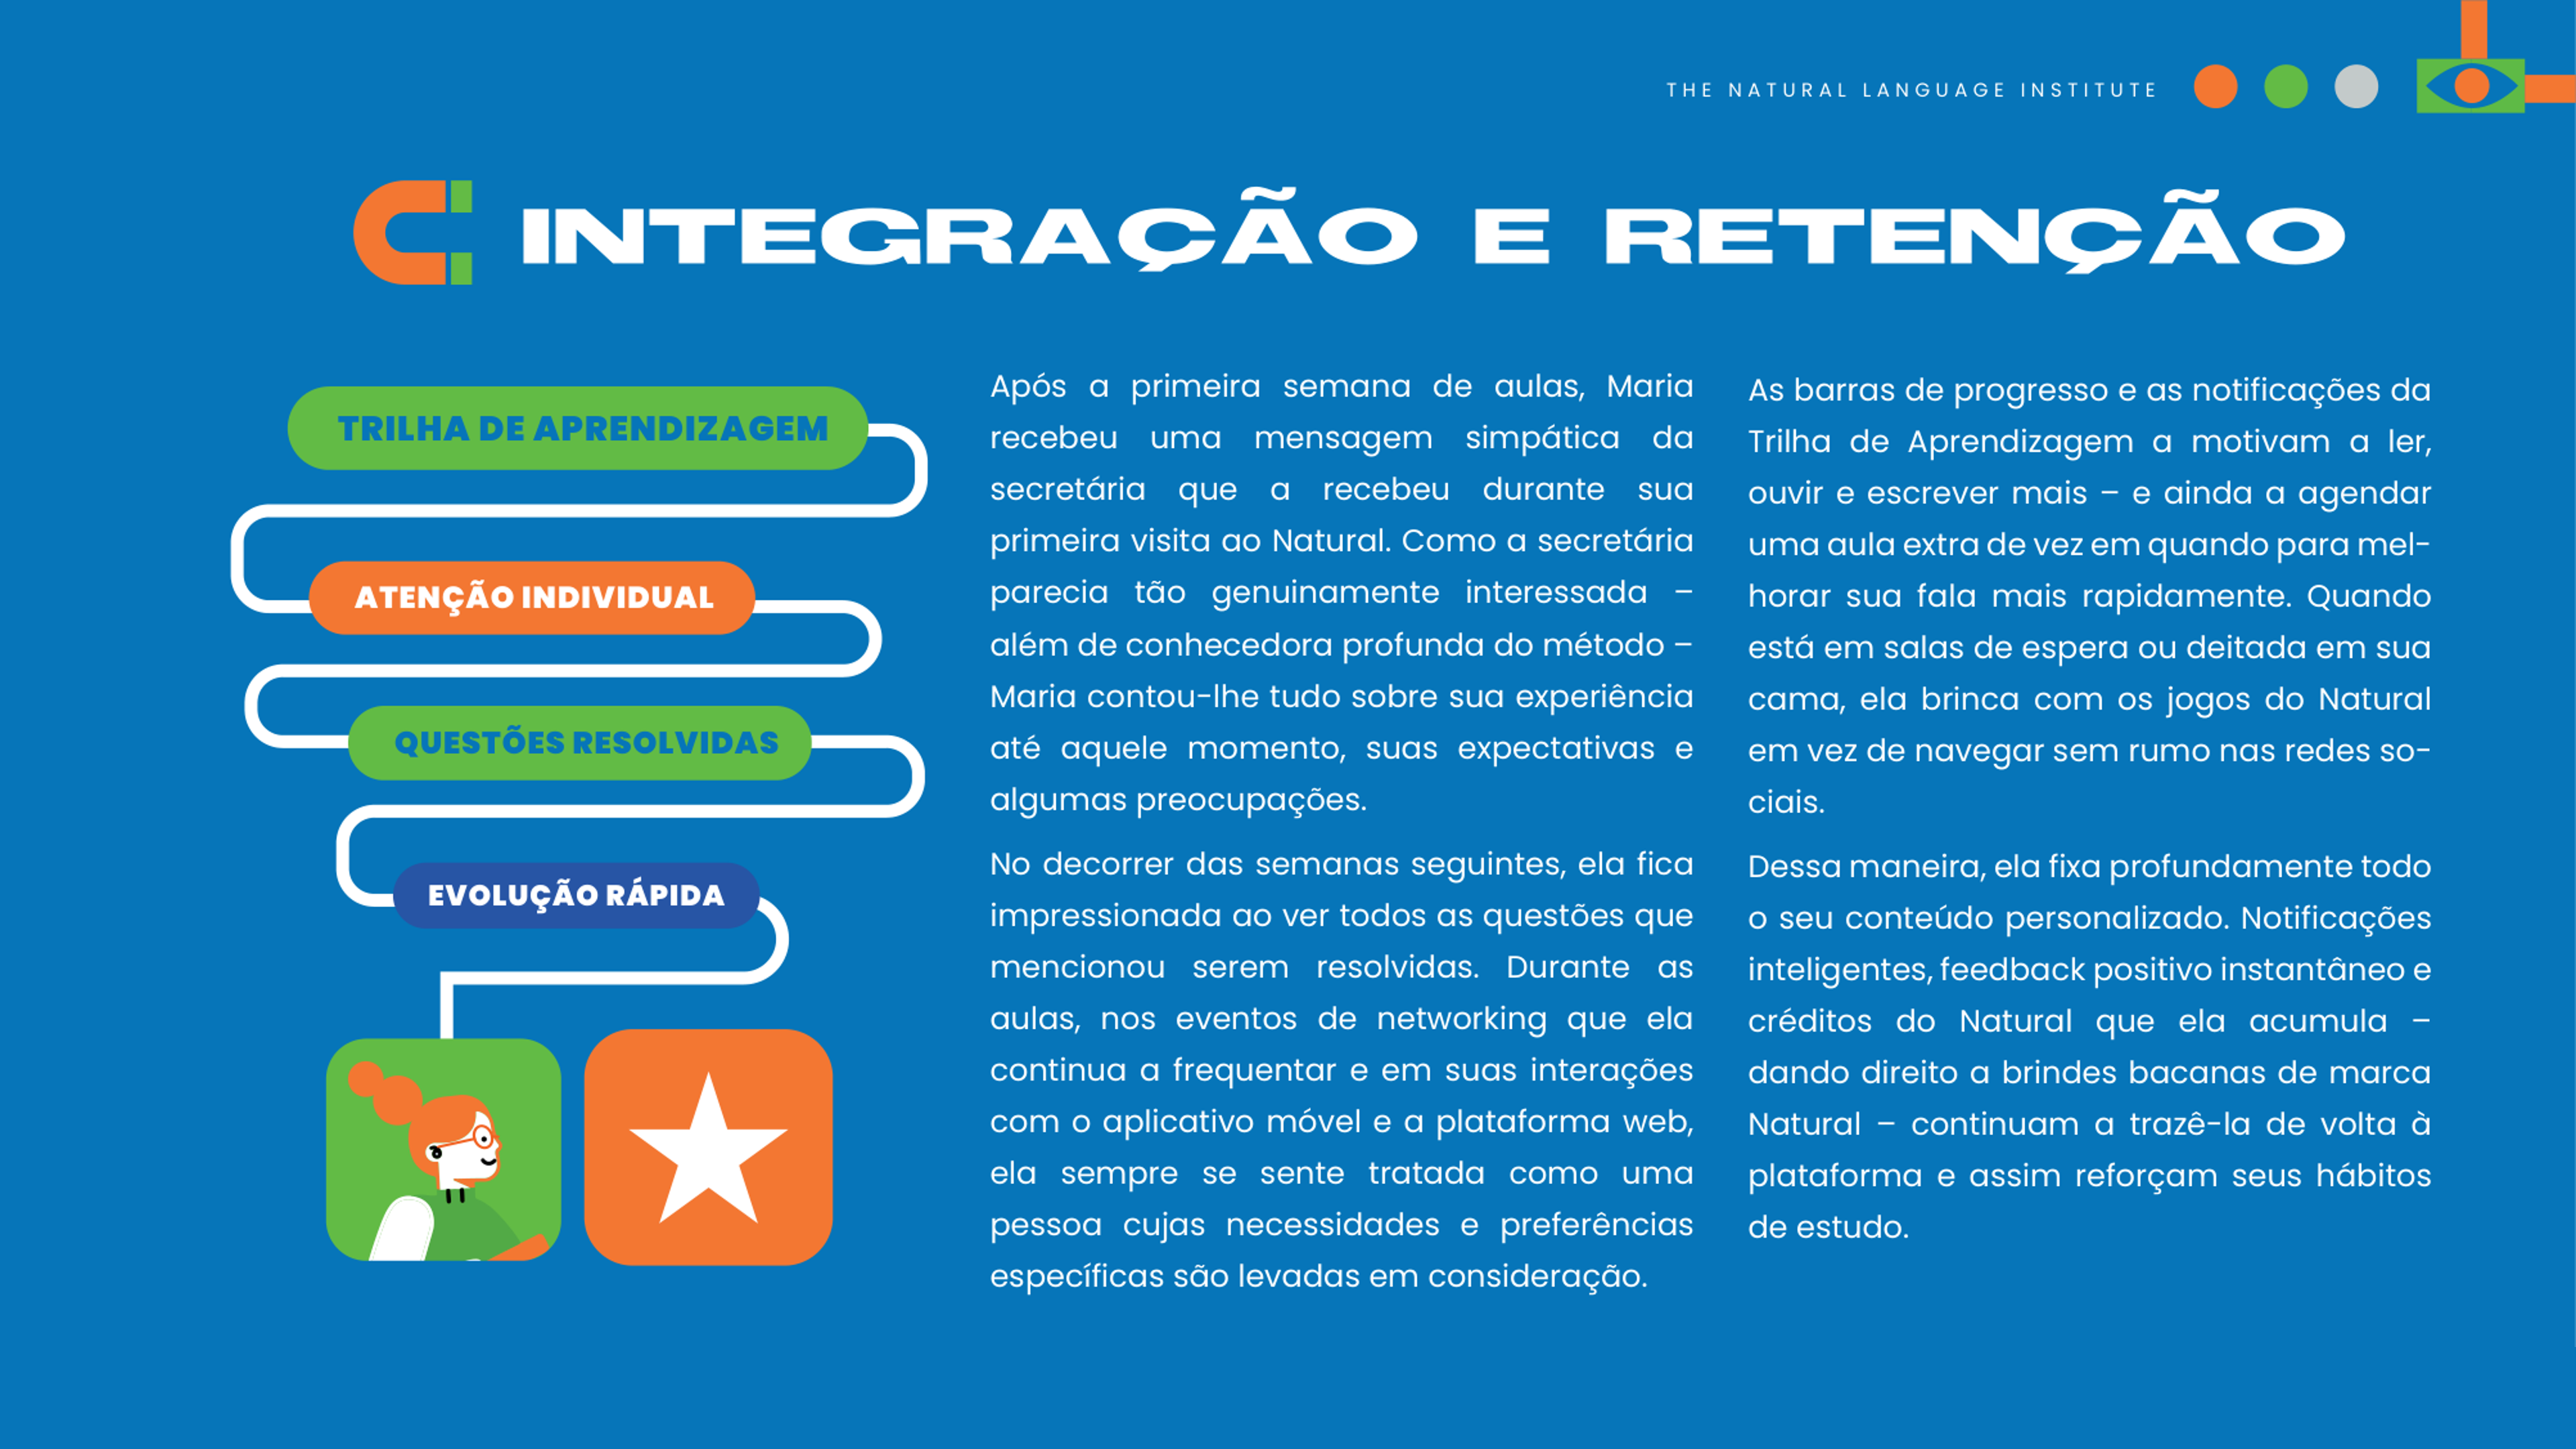 THE NATURAL LANGUAGE INSTITUTE
INTEGRAÇÃO E RETENÇÃO
TRILHA DE APRENDIZAGEM
ATENÇÃO INDIVIDUAL
QUESTÕES RESOLVIDAS
EVOLUÇÃO RÁPIDA
Após a primeira semana de aulas, Maria
recebeu uma mensagem simpática da
secretária que a recebeu durante sua
primeira visita ao Natural. Como a secretária
parecia tão genuinamente interessada –
além de conhecedora profunda do método –
Maria contou-lhe tudo sobre sua experiência
até aquele momento, suas expectativas e
algumas preocupações.
No decorrer das semanas seguintes, ela fica
impressionada ao ver todos as questões que
mencionou serem resolvidas. Durante as
aulas, nos eventos de networking que ela
continua a frequentar e em suas interações
com o aplicativo móvel e a plataforma web,
ela sempre se sente tratada como uma
pessoa cujas necessidades e preferências
específicas são levadas em consideração.
As barras de progresso e as notificações da
Trilha de Aprendizagem a motivam a ler,
ouvir e escrever mais – e ainda a agendar
uma aula extra de vez em quando para mel-
horar sua fala mais rapidamente. Quando
está em salas de espera ou deitada em sua
cama, ela brinca com os jogos do Natural
em vez de navegar sem rumo nas redes so-
ciais.
Dessa maneira, ela fixa profundamente todo
o seu conteúdo personalizado. Notificações
inteligentes, feedback positivo instantâneo e
créditos do Natural que ela acumula –
dando direito a brindes bacanas de marca
Natural – continuam a trazê-la de volta à
plataforma e assim reforçam seus hábitos
de estudo.